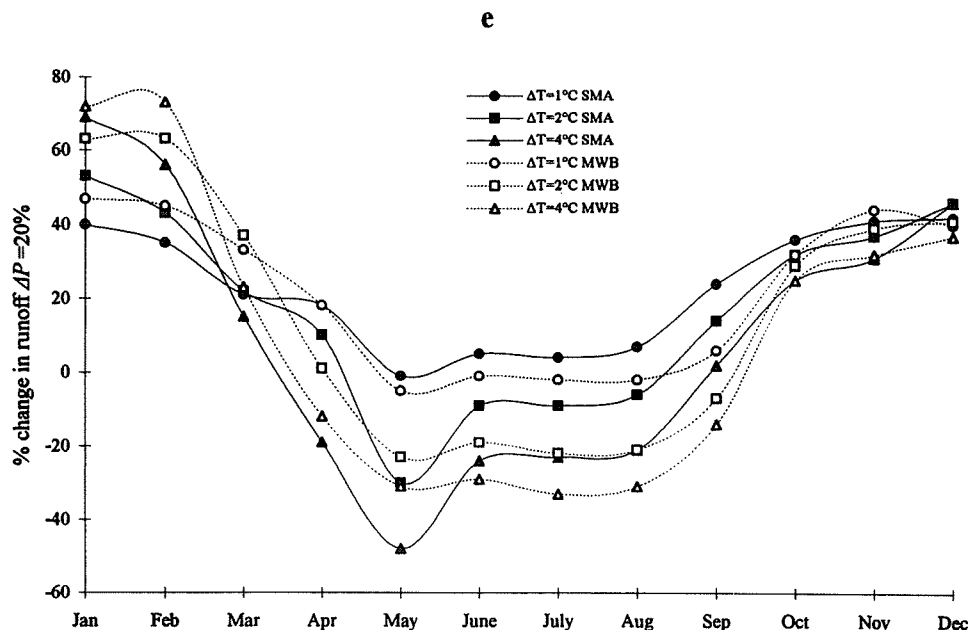 e
80
60
40
20
0
-20
-40
-60
% change in runoff ΔP=20%
ΔT=1°C SMA
ΔT=2°C SMA
ΔT=4°C SMA
ΔT=1°C MWB
ΔT=2°C MWB
ΔT=4°C MWB
Jan Feb Mar Apr May June July Aug Sep Oct Nov Dec